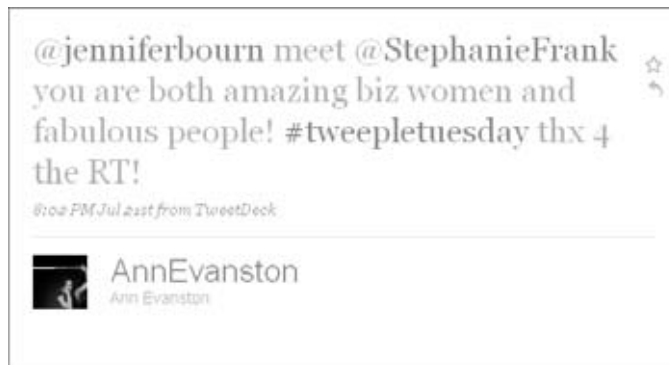 @jenniferbourn meet @StephanieFrank
you are both amazing biz women and
fabulous people! #tweepletuesday thx 4
the RT!
8:02 PM Jul 21st from TweetDeck
AnnEvanston
Ann Evanston